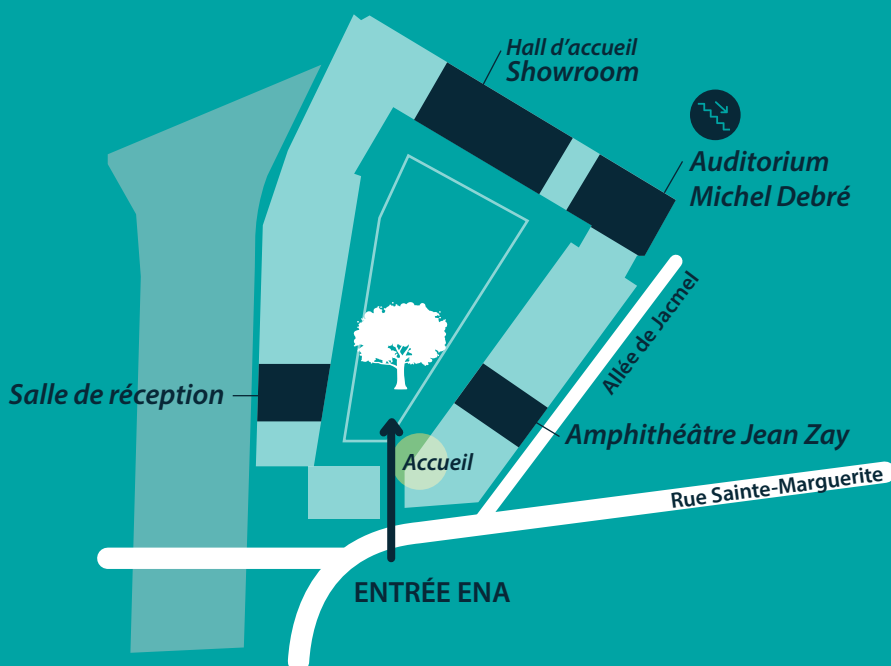 Hall d'accueil
Showroom
Auditorium
Michel Debré
Allée de Jacmel
Salle de réception
Amphithéâtre Jean Zay
Accueil
Rue Sainte-Marguerite
ENTRÉE ENA